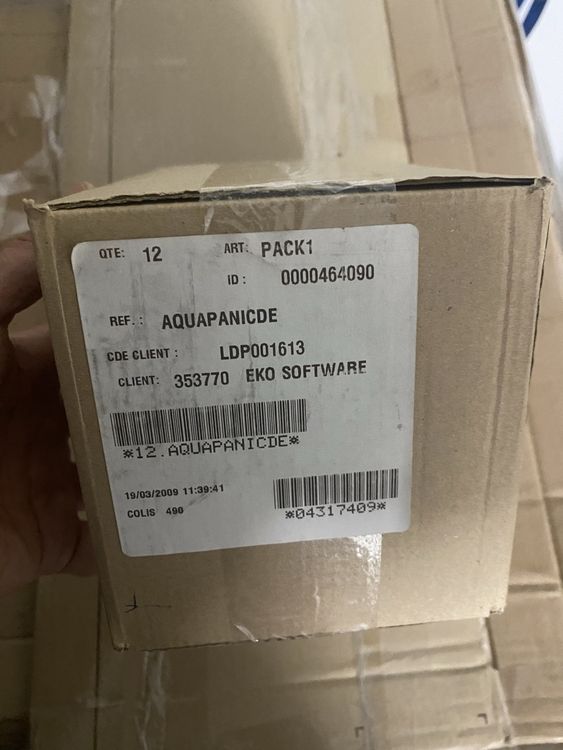 QTE: 12 ART: PACK1
ID : 0000464090
REF. : AQUAPANICDE
CDE CLIENT : LDP001613
CLIENT: 353770 EKO SOFTWARE
*12.AQUAPANICDE*
19/03/2009 11:39:41
COLIS 490
*04317409*